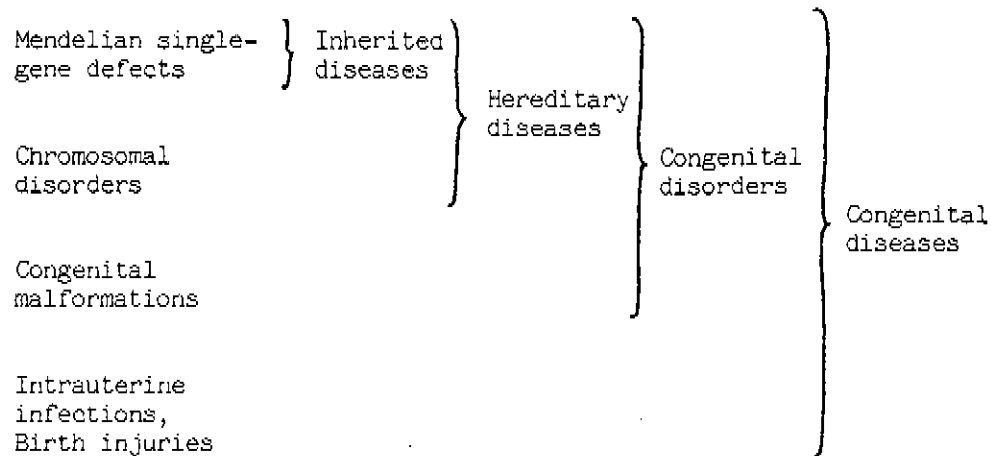 Mendelian single-
gene defects
Inherited
diseases
Hereditary
diseases
Chromosomal
disorders
Congenital
disorders
Congenital
diseases
Congenital
malformations
Intrauterine
infections,
Birth injuries